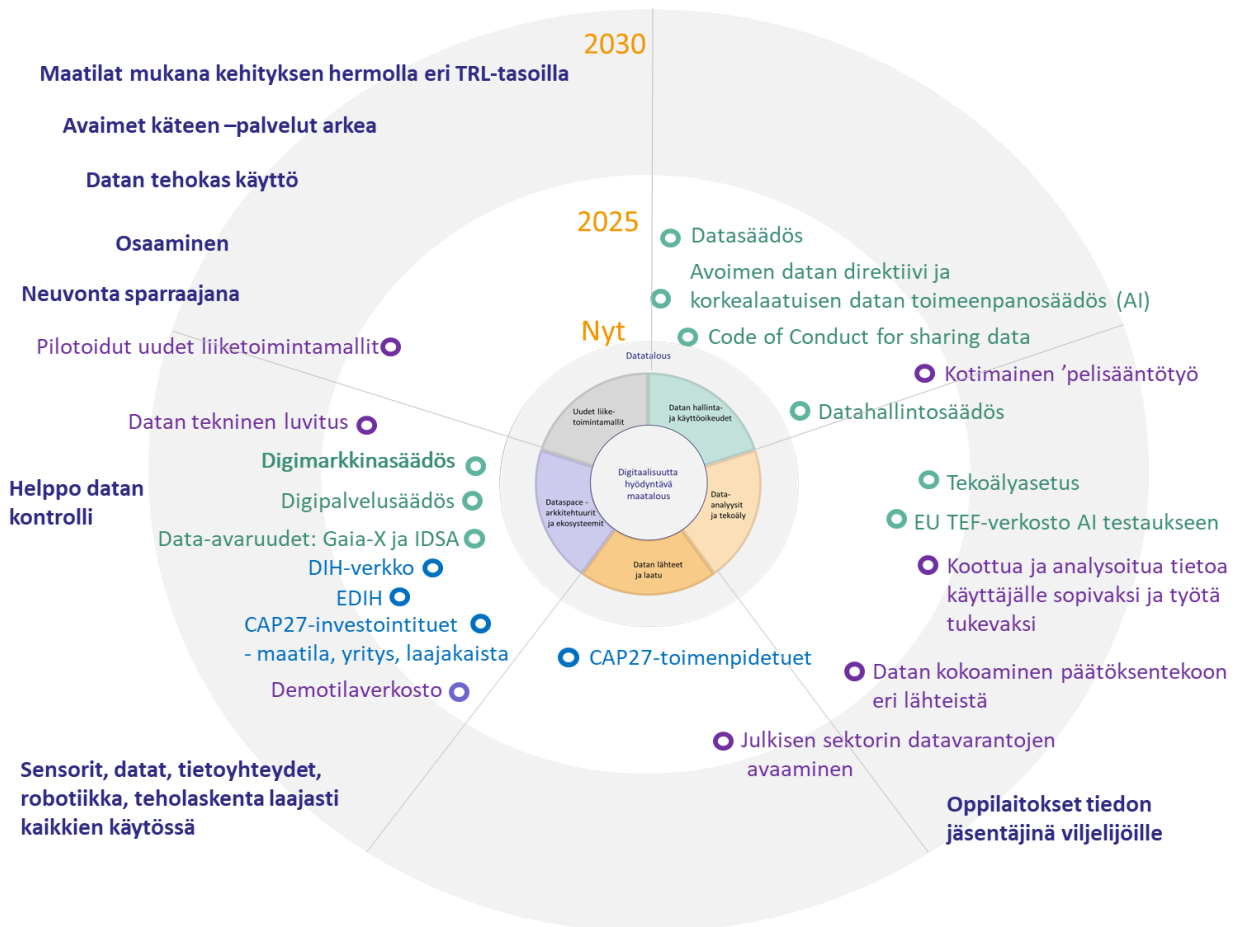 2030
Maatilat mukana kehityksen hermolla eri TRL-tasoilla
Avaimet käteen –palvelut arkea
Datan tehokas käyttö
Osaaminen
Neuvonta sparraajana
Pilotoidut uudet liiketoimintamallit
2025
Datasäädös
Avoimen datan direktiivi ja
korkealaatuisen datan toimeenpanosäädös (AI)
Nyt
Code of Conduct for sharing data
Kotimainen ’pelisääntötyö
Datahallintosäädös
Datatalous
Uudet liike-
toimintamallit
Datan hallinta-
ja käyttöoikeudet
Digitaalisuutta
hyödyntävä
maatalous
Dataspace -
arkkitehtuurit
ja ekosysteemit
Data-
analyysit
ja tekoäly
Datan lähteet
ja laatu
Datan tekninen luvitus
Digimarkkinasäädös
Digipalvelusäädös
Helppo datan
kontrolli
Data-avaruudet: Gaia-X ja IDSA
DIH-verkko
EDIH
CAP27-investointituet
- maatila, yritys, laajakaista
Demotilaverkosto
CAP27-toimenpidetuet
Tekoälyasetus
EU TEF-verkosto AI testaukseen
Koottua ja analysoitua tietoa
käyttäjälle sopivaksi ja työtä
tukevaksi
Datan kokoaminen päätöksentekoon
eri lähteistä
Julkisen sektorin datavarantojen
avaaminen
Sensorit, datat, tietoyhteydet,
robotiikka, teholaskenta laajasti
kaikkien käytössä
Oppilaitokset tiedon
jäsentäjinä viljelijöille